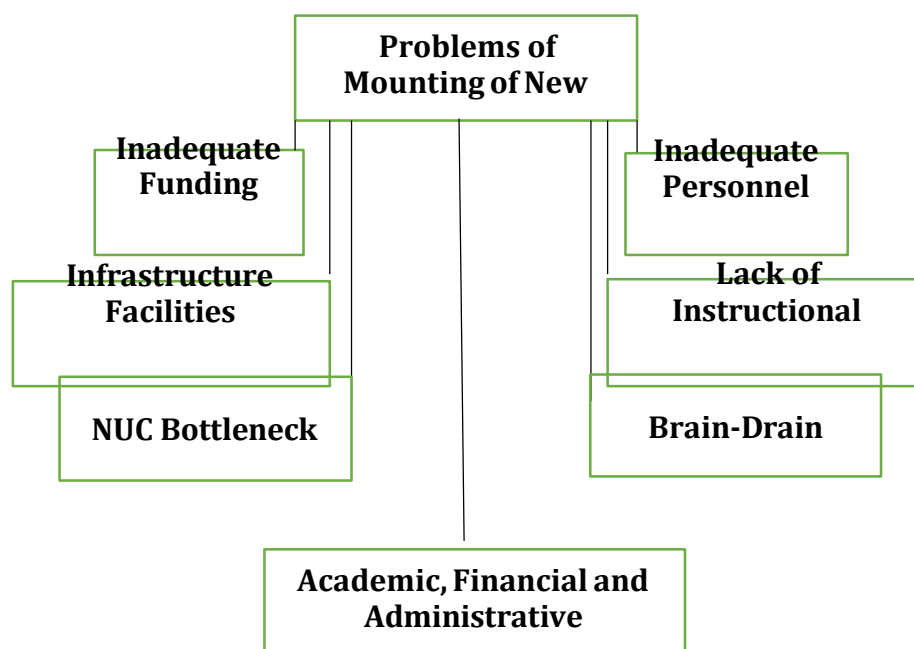 Problems of
Mounting of New
Inadequate
Funding
Inadequate
Personnel
Infrastructure
Facilities
Lack of
Instructional
NUC Bottleneck
Brain-Drain
Academic, Financial and
Administrative